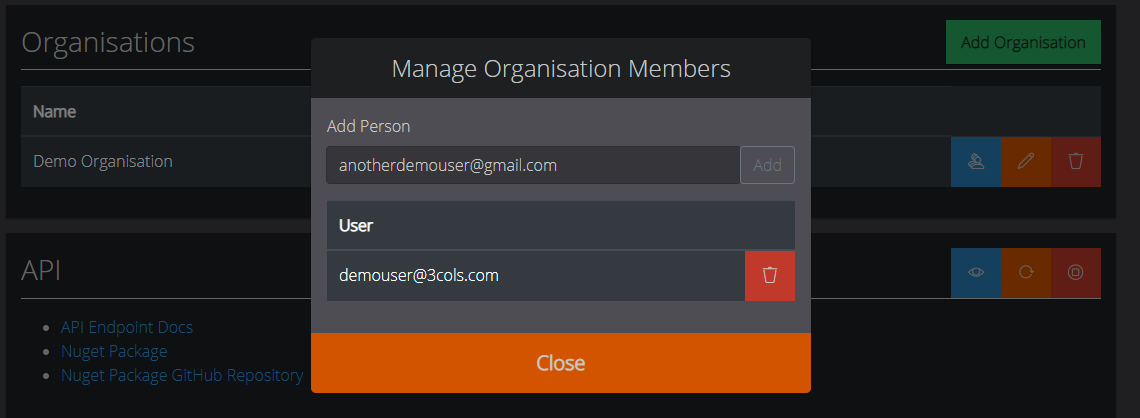 Organisations
Add Organisation
Name
Demo Organisation
Manage Organisation Members
Add Person
anotherdemouser@gmail.com
Add
User
demouser@3cols.com
Close
API
API Endpoint Docs
Nuget Package
Nuget Package GitHub Repository